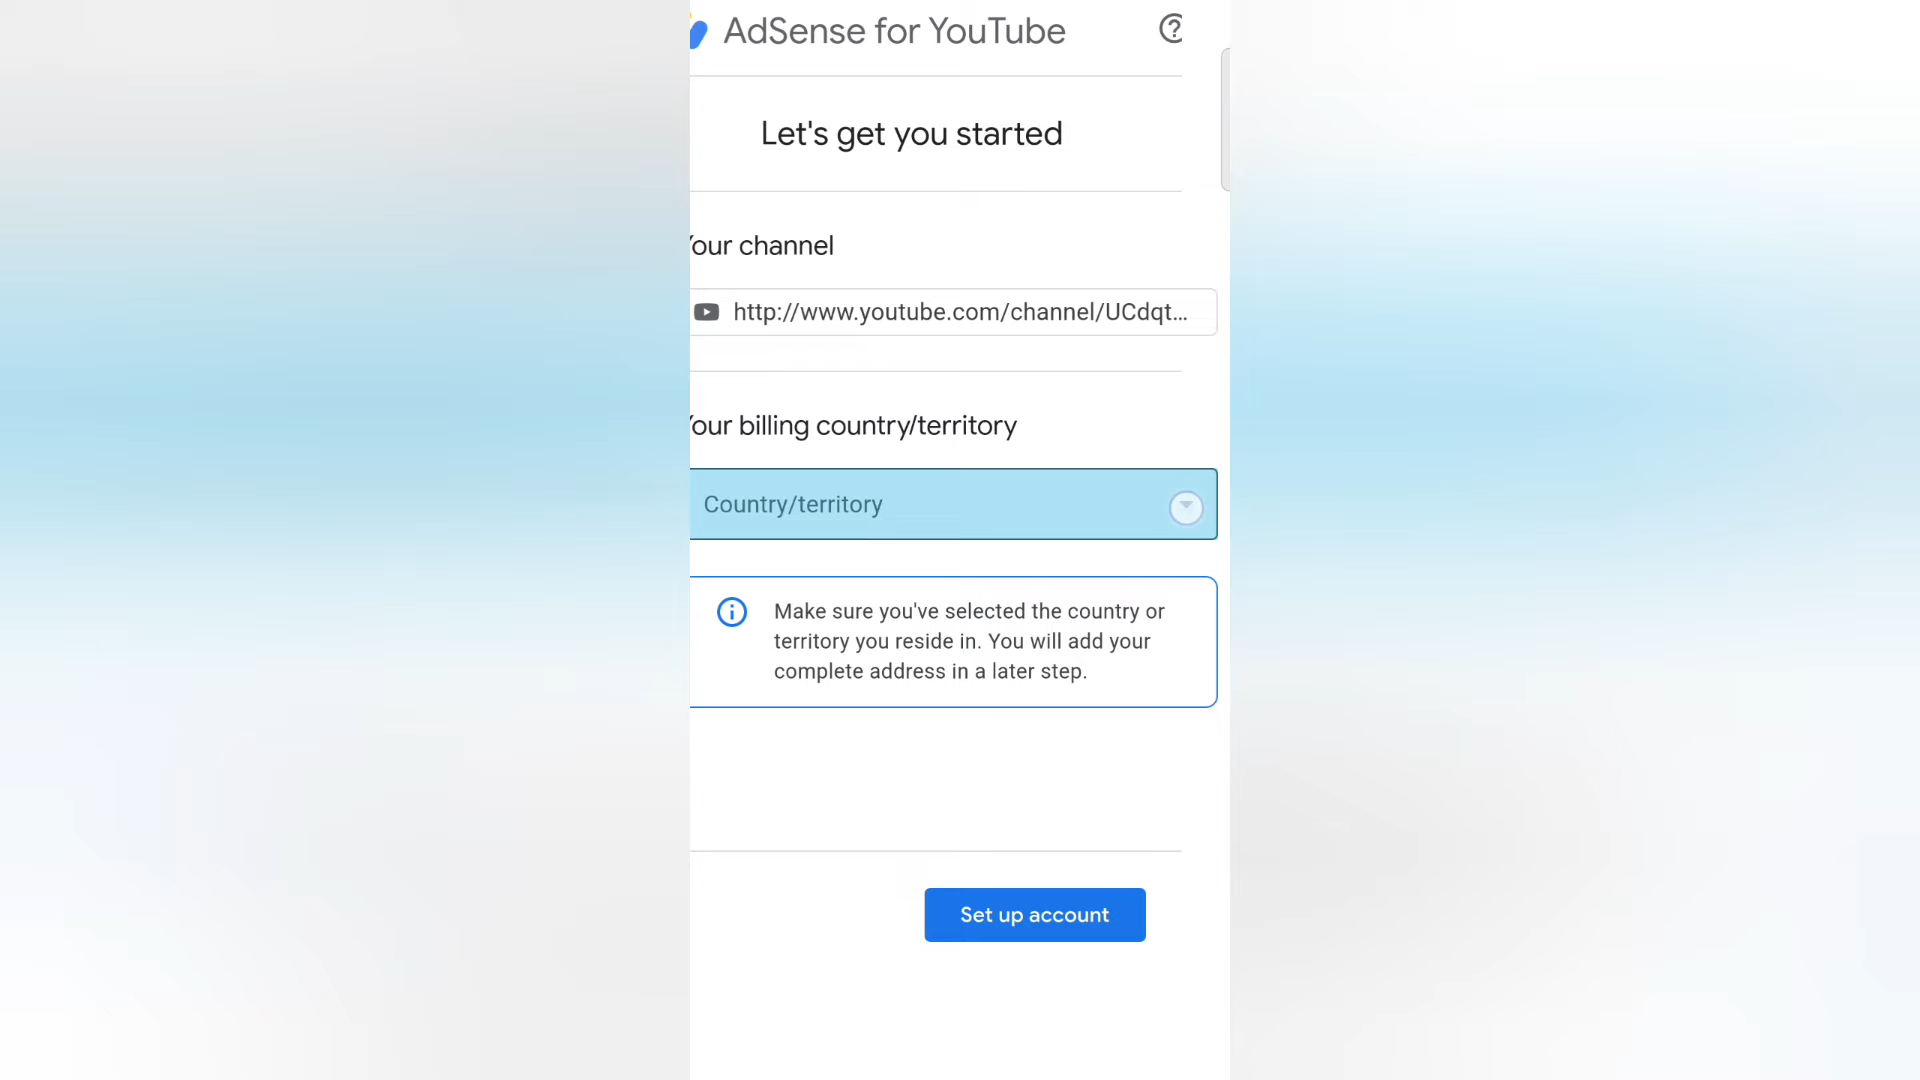 AdSense for YouTube
Let's get you started
Your channel
http://www.youtube.com/channel/UCdqt...
Your billing country/territory
Country/territory
Make sure you've selected the country or
territory you reside in. You will add your
complete address in a later step.
Set up account